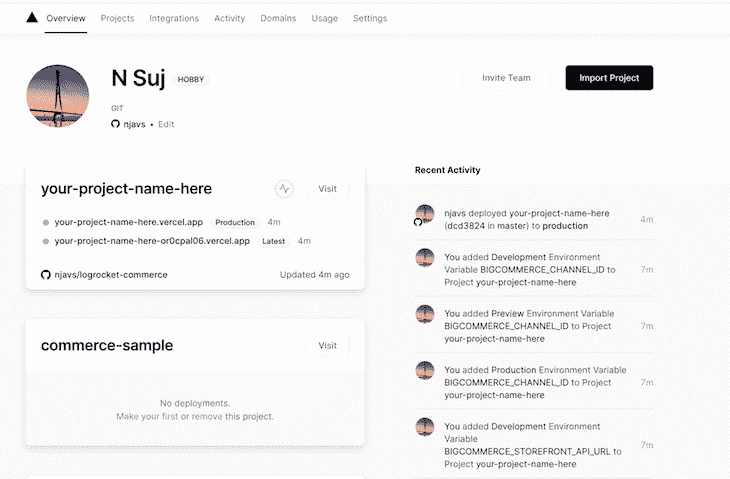 Overview Projects Integrations Activity Domains Usage Settings
N Suj HOBBY
Invite Team
Import Project
GIT
njavs • Edit
your-project-name-here
Visit
your-project-name-here.vercel.app Production 4m
your-project-name-here-or0cpal06.vercel.app Latest 4m
njavs/logrocket-commerce
Updated 4m ago
commerce-sample
Visit
No deployments.
Make your first or remove this project.
Recent Activity
njavs deployed your-project-name-here
(dcd3824 in master) to production
4m
You added Development Environment
Variable BIGCOMMERCE_CHANNEL_ID to
Project your-project-name-here
7m
You added Preview Environment Variable
BIGCOMMERCE_CHANNEL_ID to Project
your-project-name-here
7m
You added Production Environment Variable
BIGCOMMERCE_CHANNEL_ID to Project
your-project-name-here
7m
You added Development Environment
Variable
BIGCOMMERCE_STOREFRONT_API_URL to
Project your-project-name-here
7m